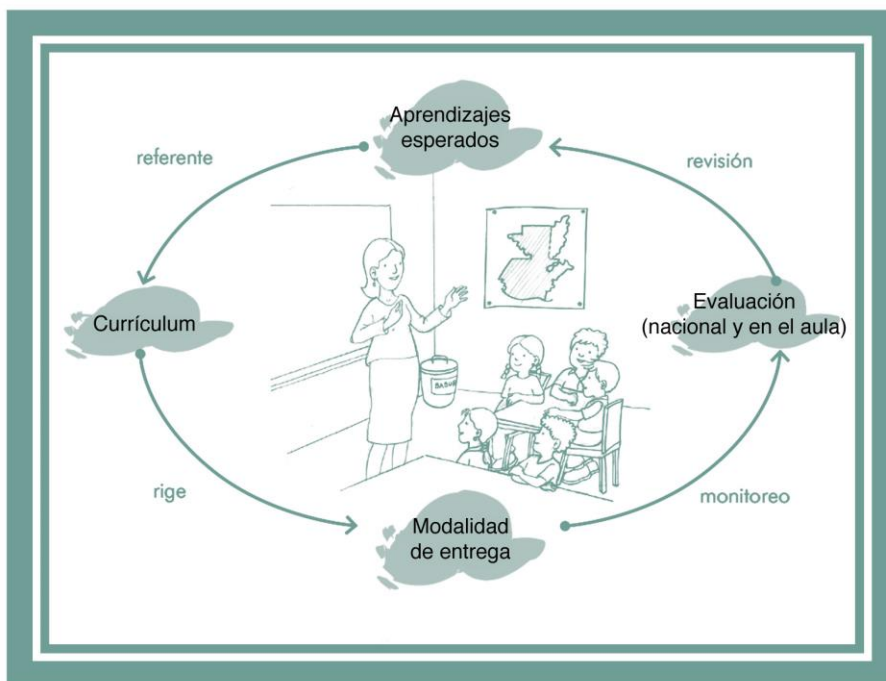 Aprendizajes
esperados
referente
revisión
Currículum
Evaluación
(nacional y en el aula)
rige
monitoreo
Modalidad
de entrega